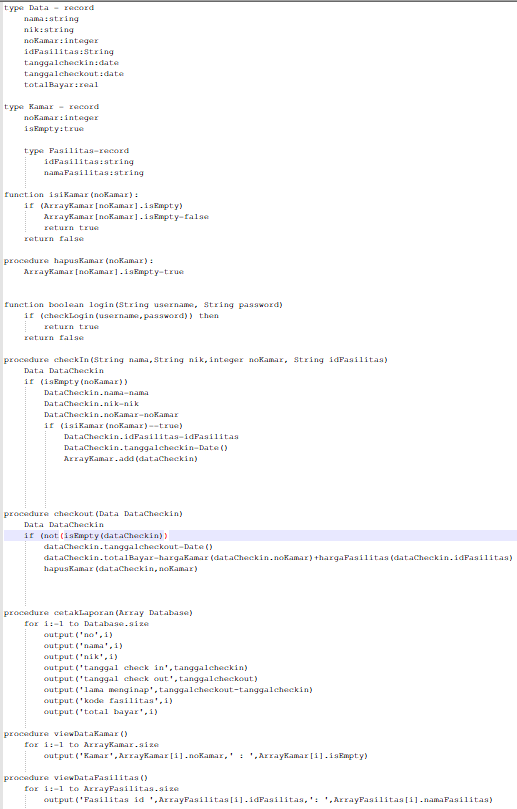 type Data = record
nama:string
nik:string
noKamar:integer
idFasilitas:String
tanggalcheckin:date
tanggalcheckout:date
totalBayar:real
type Kamar = record
noKamar:integer
isEmpty:true
type Fasilitas=record
idFasilitas:string
namaFasilitas:string
function isiKamar(noKamar):
if (ArrayKamar[noKamar].isEmpty)
ArrayKamar[noKamar].isEmpty=false
return true
return false
procedure hapusKamar(noKamar):
ArrayKamar[noKamar].isEmpty=true
function boolean login(String username, String password)
if (checkLogin(username,password)) then
return true
return false
procedure checkIn(String nama,String nik,integer noKamar, String idFasilitas)
Data DataCheckin
if (isEmpty(noKamar))
DataCheckin.nama=nama
DataCheckin.nik=nik
DataCheckin.noKamar=noKamar
if (isiKamar(noKamar)==true)
DataCheckin.idFasilitas=idFasilitas
DataCheckin.tanggalcheckin=Date()
ArrayKamar.add(dataCheckin)
procedure checkout(Data DataCheckin)
Data DataCheckin
if (not(isEmpty(dataCheckin))
dataCheckin.tanggalcheckout=Date()
dataCheckin.totalBayar=hargaKamar(dataCheckin.noKamar)+hargaFasilitas(dataCheckin.idFasilitas)
hapusKamar(dataCheckin,noKamar)
procedure cetakLaporan(Array Database)
for i:=1 to Database.size
output('no',i)
output('nama',i)
output('nik',i)
output('tanggal check in',tanggalcheckin)
output('tanggal check out',tanggalcheckout)
output('lama menginap',tanggalcheckout-tanggalcheckin)
output('kode fasilitas',i)
output('total bayar',i)
procedure viewDataKamar()
for i:=1 to ArrayKamar.size
output('Kamar',ArrayKamar[i].noKamar,' : ',ArrayKamar[i].isEmpty)
procedure viewDataFasilitas()
for i:=1 to ArrayFasilitas.size
output('Fasilitas id ',ArrayFasilitas[i].idFasilitas,': ',ArrayFasilitas[i].namaFasilitas)